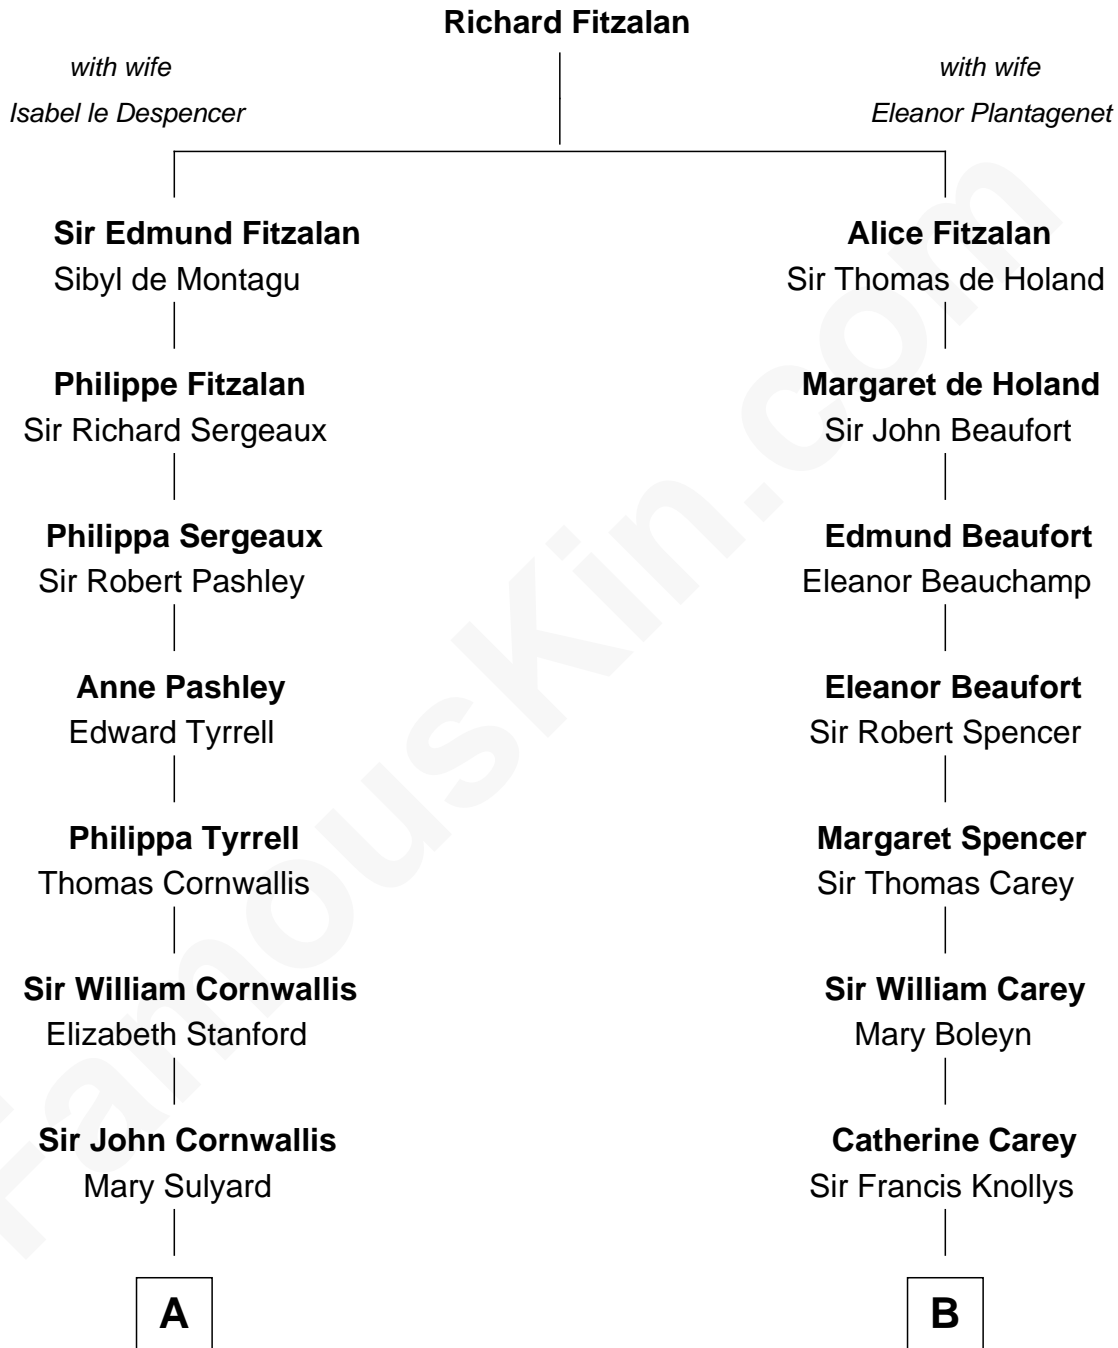 Richard Fitzalan
with wife
Isabel le Despencer
with wife
Eleanor Plantagenet
Sir Edmund Fitzalan
Sibyl de Montagu
Alice Fitzalan
Sir Thomas de Holand
Philippe Fitzalan
Sir Richard Sergeaux
Margaret de Holand
Sir John Beaufort
Philippa Sergeaux
Sir Robert Pashley
Edmund Beaufort
Eleanor Beauchamp
Anne Pashley
Edward Tyrrell
Eleanor Beaufort
Sir Robert Spencer
Philippa Tyrrell
Thomas Cornwallis
Margaret Spencer
Sir Thomas Carey
Sir William Cornwallis
Elizabeth Stanford
Sir William Carey
Mary Boleyn
Sir John Cornwallis
Mary Sulyard
Catherine Carey
Sir Francis Knollys
A
B
FamousKin.com